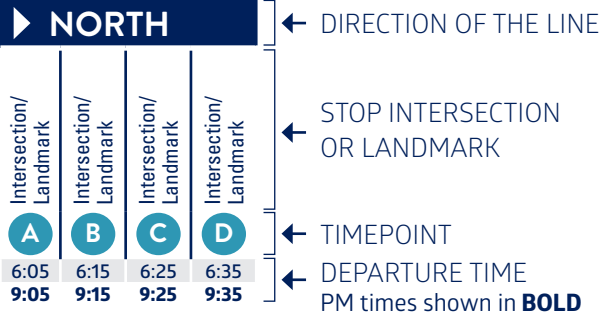 NORTH
DIRECTION OF THE LINE
Intersection/
Landmark
Intersection/
Landmark
Intersection/
Landmark
Intersection/
Landmark
STOP INTERSECTION
OR LANDMARK
A B C D
TIMEPOINT
6:05 6:15 6:25 6:35
9:05 9:15 9:25 9:35
DEPARTURE TIME
PM times shown in BOLD